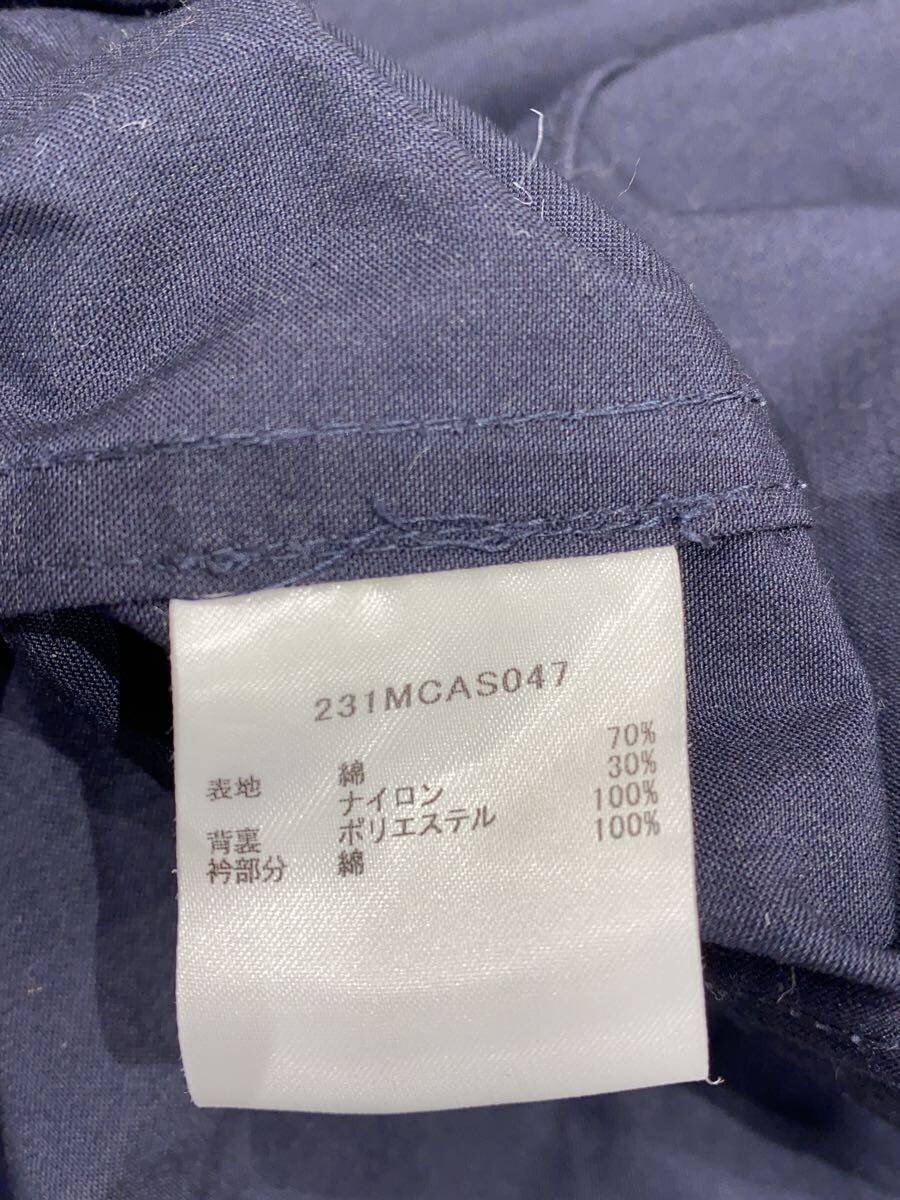 231MCAS047
表地 綿 70%
ナイロン 30%
背裏 ポリエステル 100%
衿部分 綿 100%